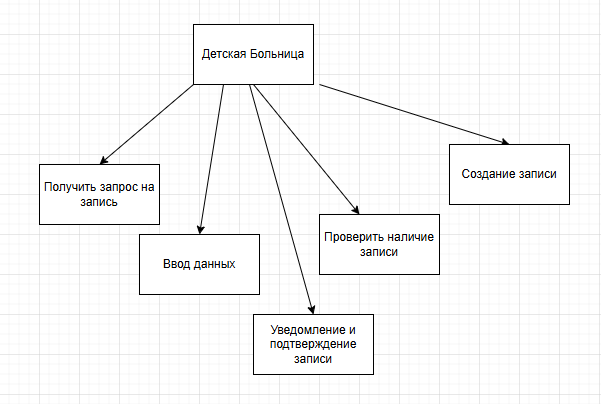 Детская Больница
Получить запрос на
запись
Ввод данных
Уведомление и
подтверждение
записи
Проверить наличие
записи
Создание записи